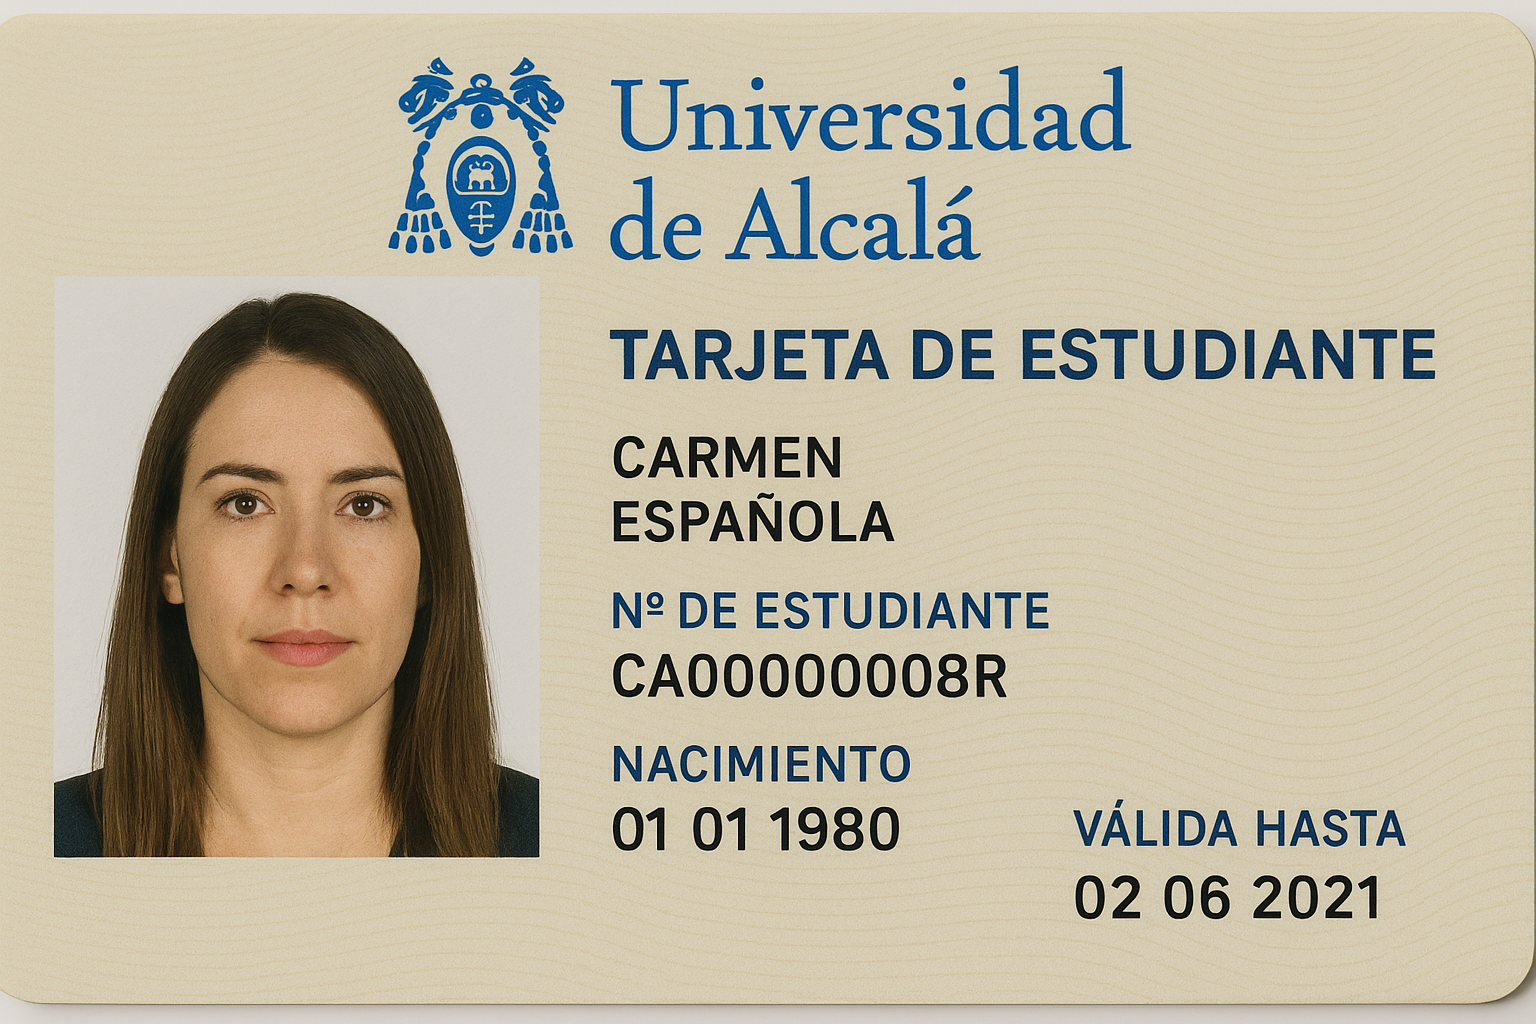 Universidad
de Alcalá
TARJETA DE ESTUDIANTE
CARMEN
ESPAÑOLA
Nº DE ESTUDIANTE
CA00000008R
NACIMIENTO
01 01 1980
VÁLIDA HASTA
02 06 2021